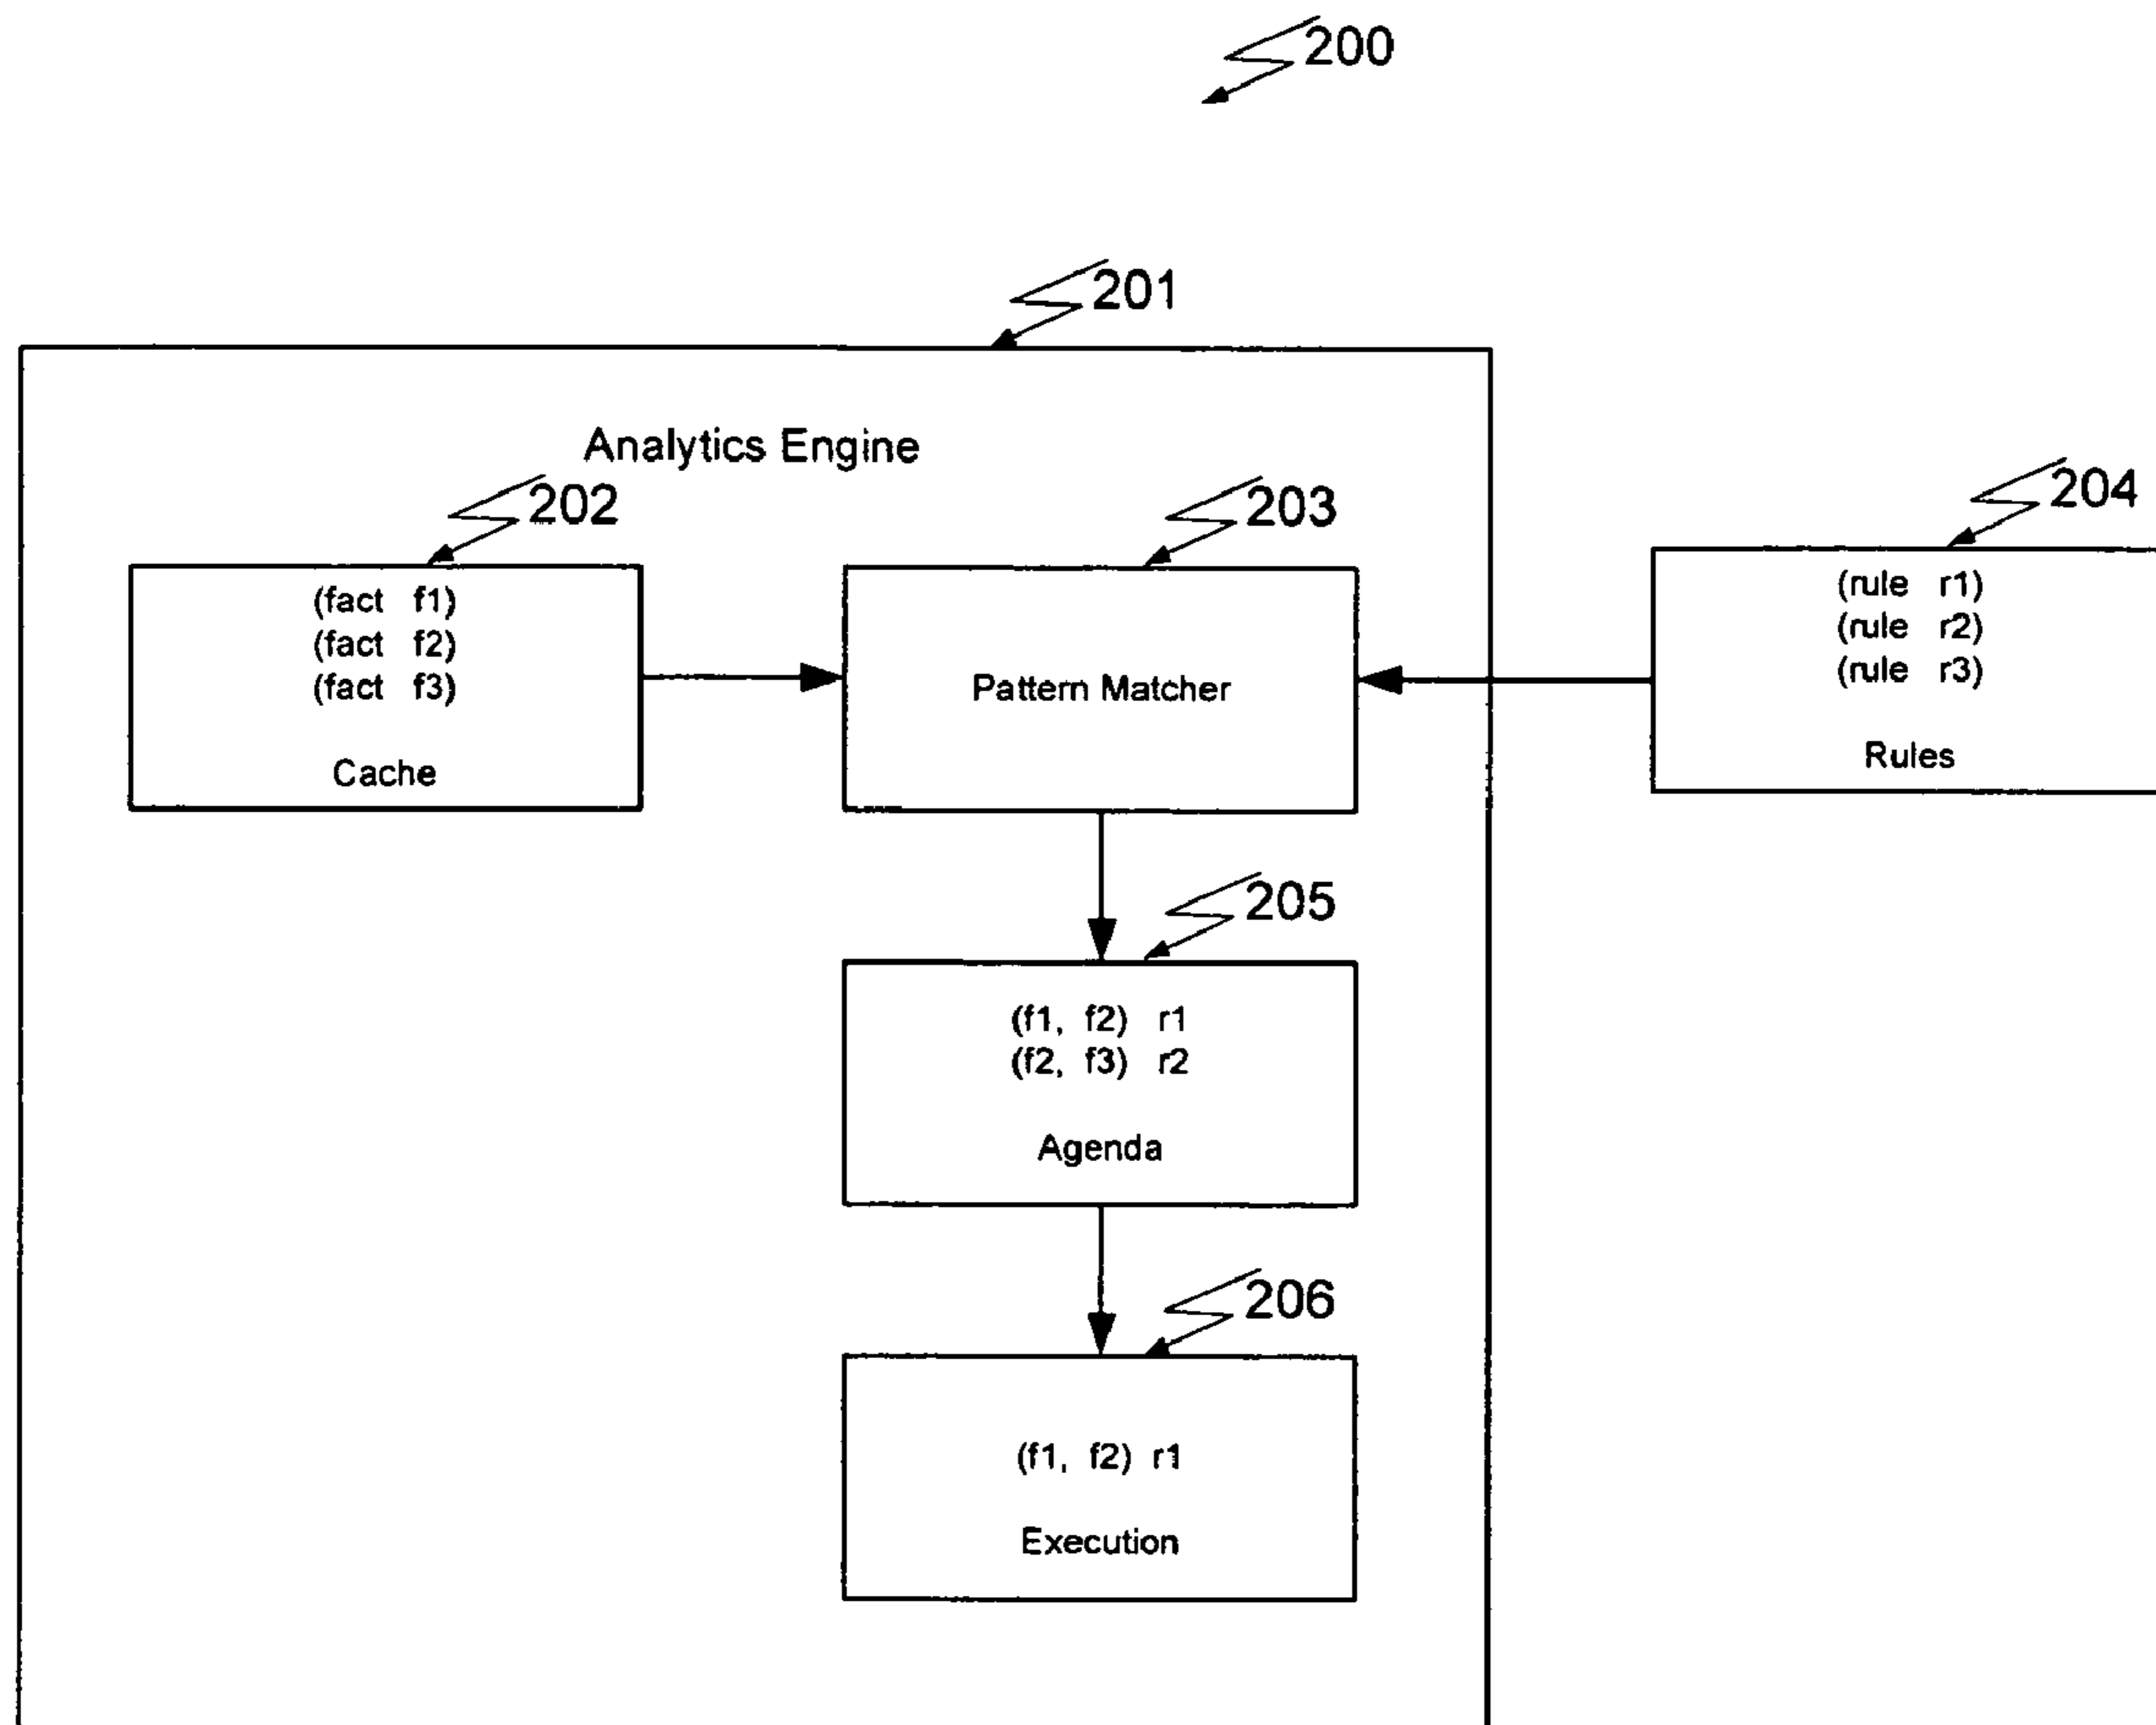 200
201
Analytics Engine
202
203
204
(fact f1)
(fact f2)
(fact f3)
Cache
Pattern Matcher
(rule r1)
(rule r2)
(rule r3)
Rules
205
(f1, f2) r1
(f2, f3) r2
Agenda
206
(f1, f2) r1
Execution